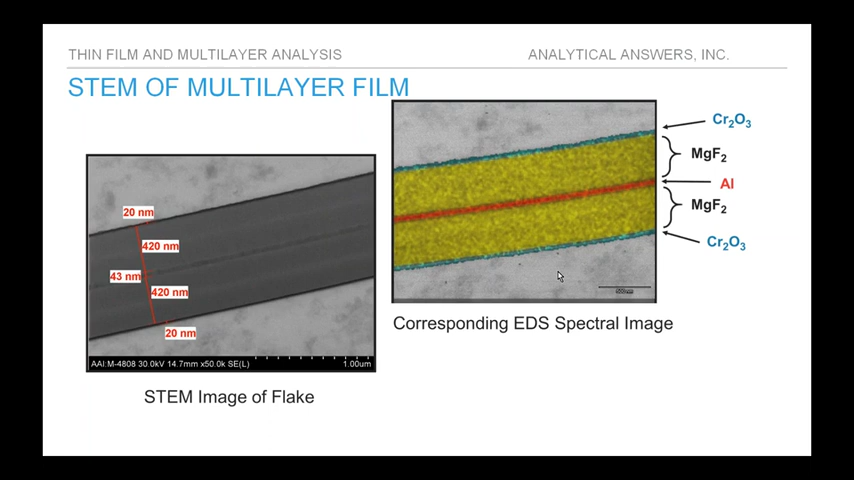 THIN FILM AND MULTILAYER ANALYSIS
ANALYTICAL ANSWERS, INC.
STEM OF MULTILAYER FILM
20 nm
420 nm
43 nm
420 nm
20 nm
AAI:M-4808 30.0kV 14.7mm x50.0k SE(L)
1.00um
STEM Image of Flake
Cr₂O₃
MgF₂
Al
MgF₂
Cr₂O₃
500nm
Corresponding EDS Spectral Image